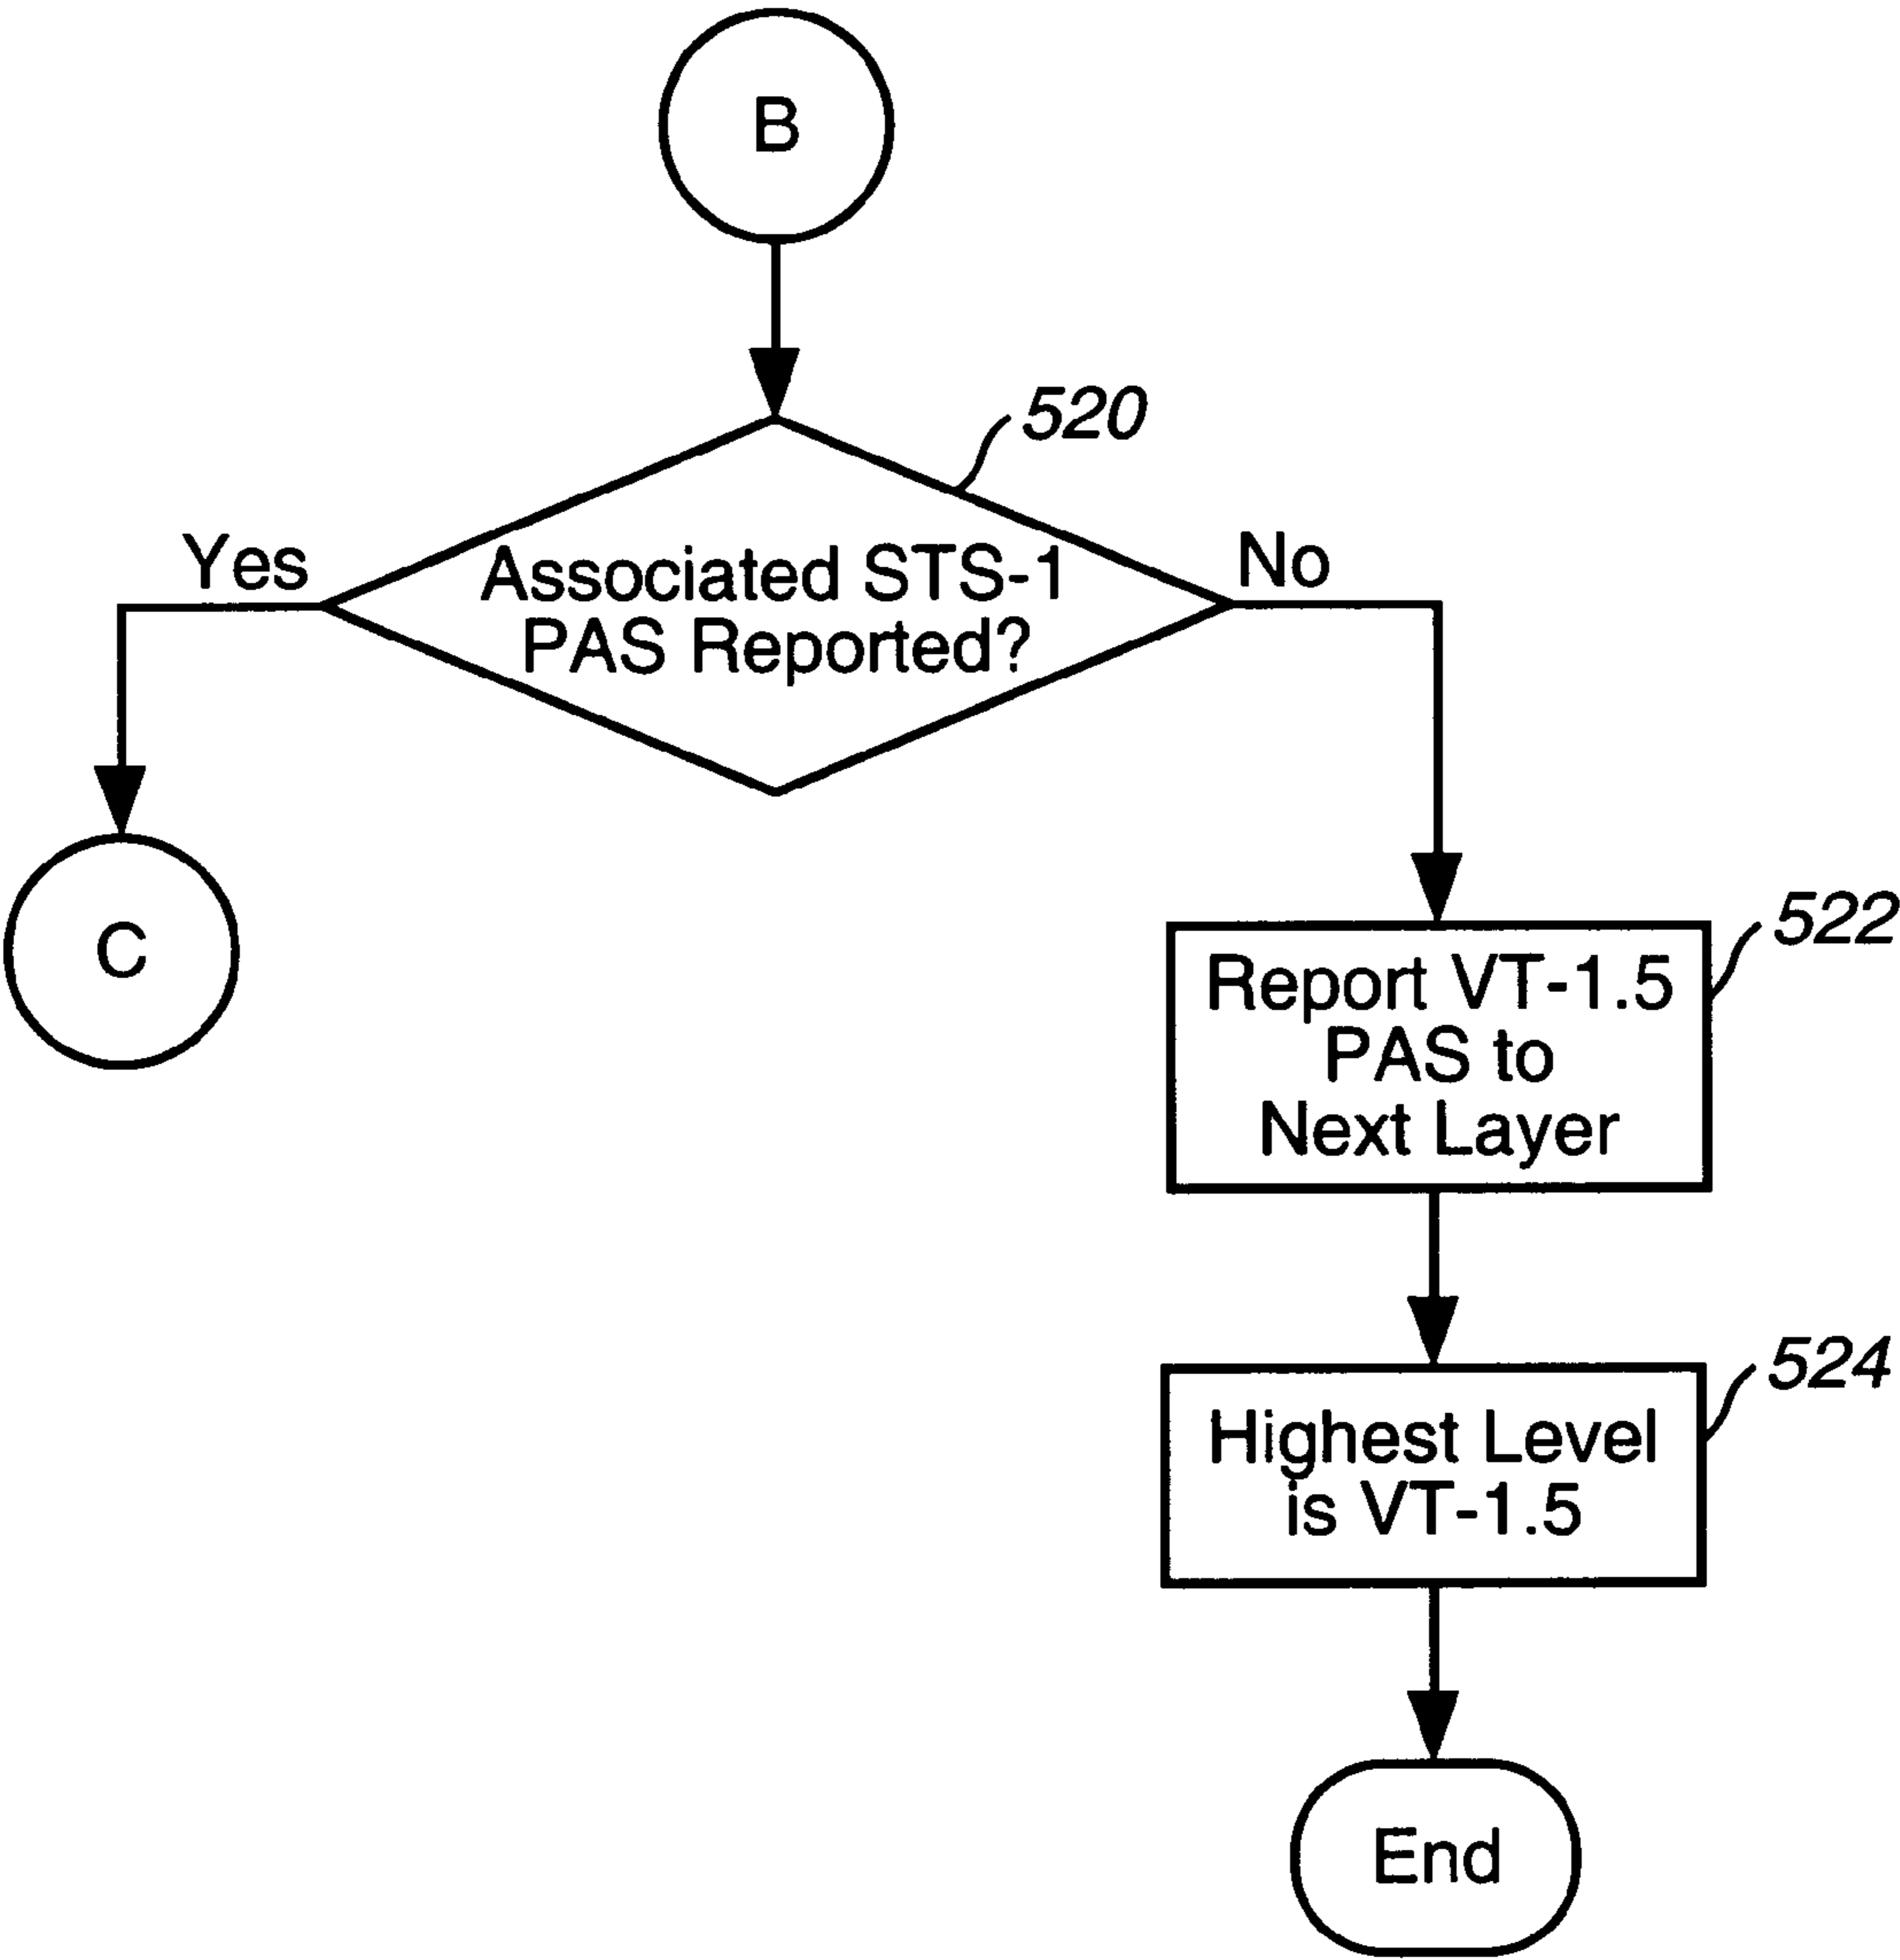 B
520
Yes
No
Associated STS-1
PAS Reported?
C
522
Report VT-1.5
PAS to
Next Layer
524
Highest Level
is VT-1.5
End